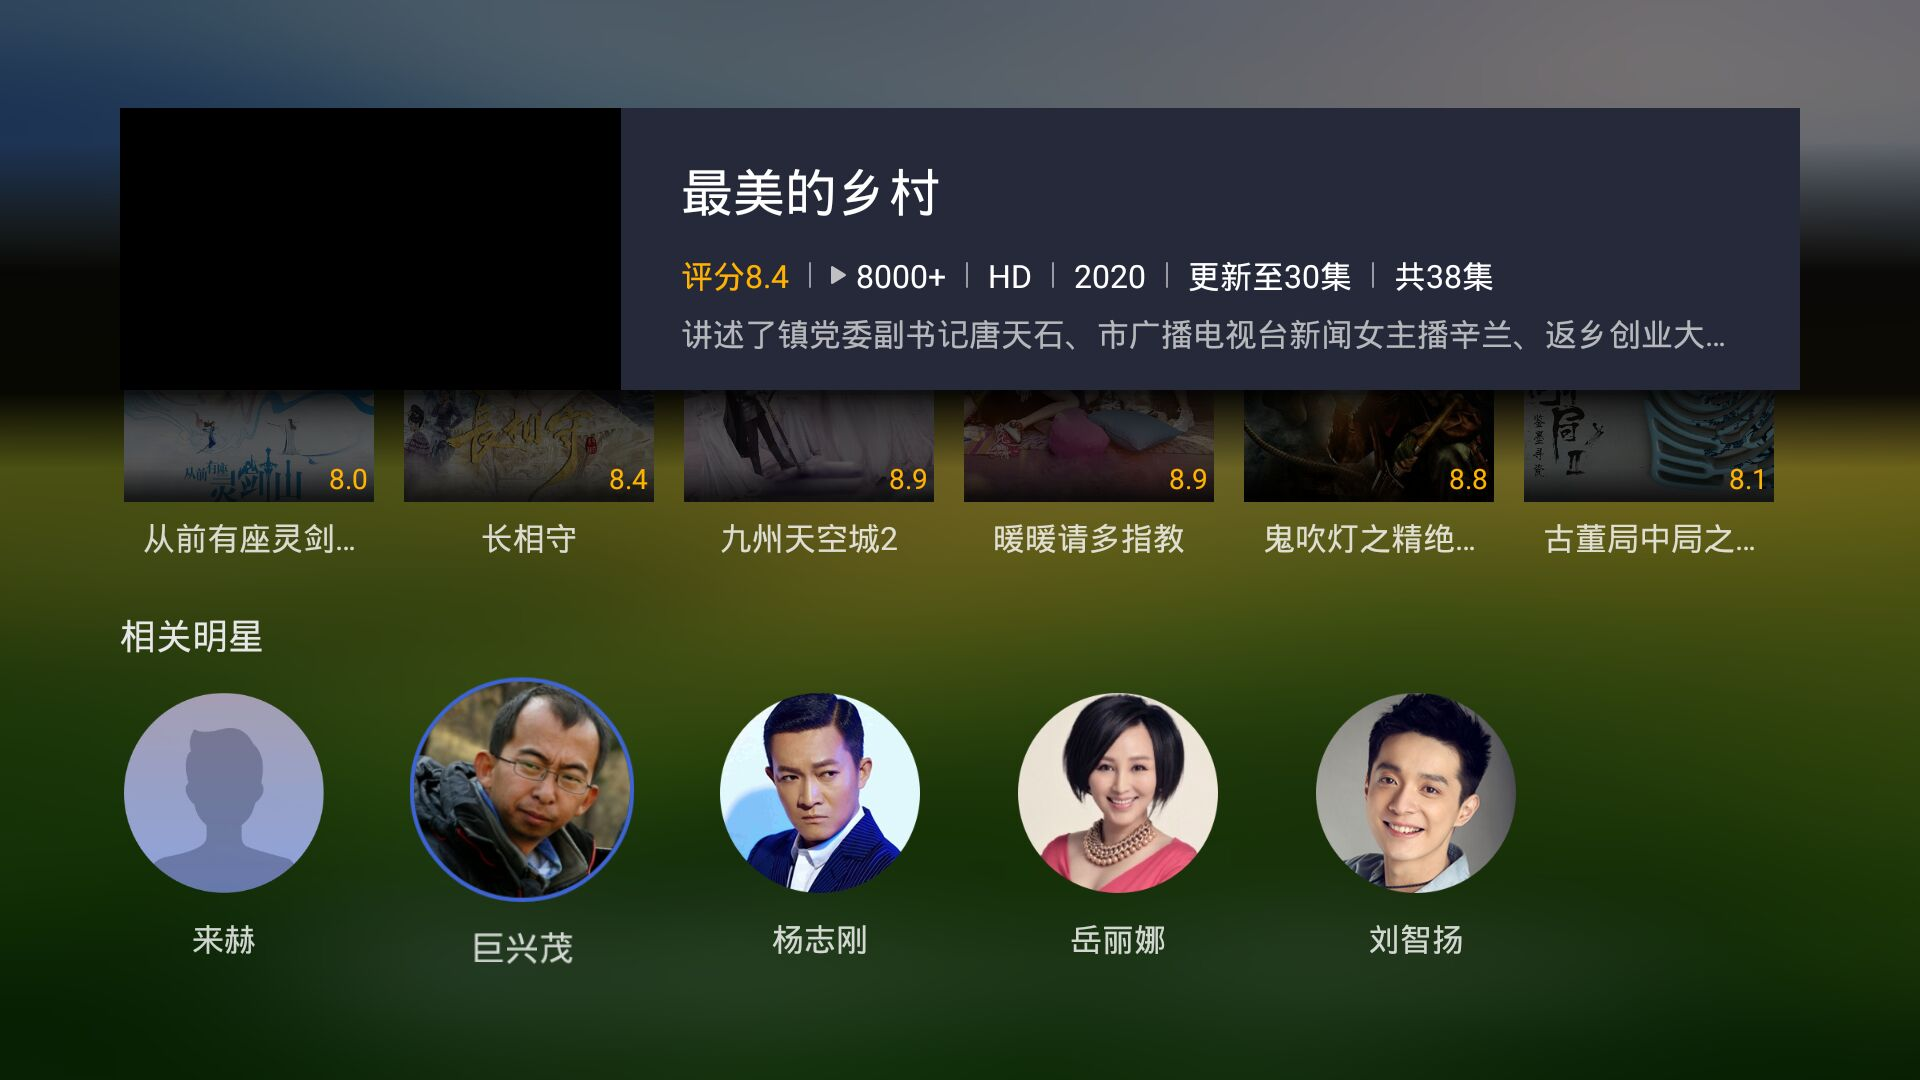 最美的乡村
评分8.4 8000+ HD 2020 更新至30集 共38集
讲述了镇党委副书记唐天石、市广播电视台新闻女主播辛兰、返乡创业大...
从前有座灵剑山 8.0
长相守 8.4
8.9
8.9
8.8
局 鉴墨寻瓷 II 8.1
从前有座灵剑...
长相守
九州天空城2
暖暖请多指教
鬼吹灯之精绝...
古董局中局之...
相关明星
来赫
巨兴茂
杨志刚
岳丽娜
刘智扬